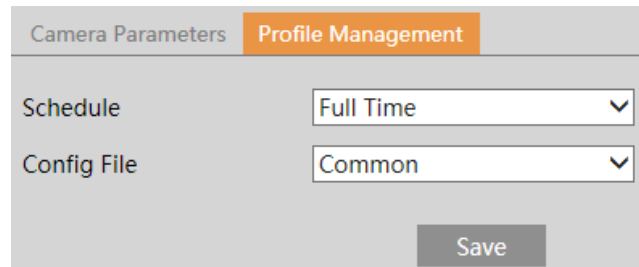 Camera Parameters Profile Management
Schedule Full Time
Config File Common
Save